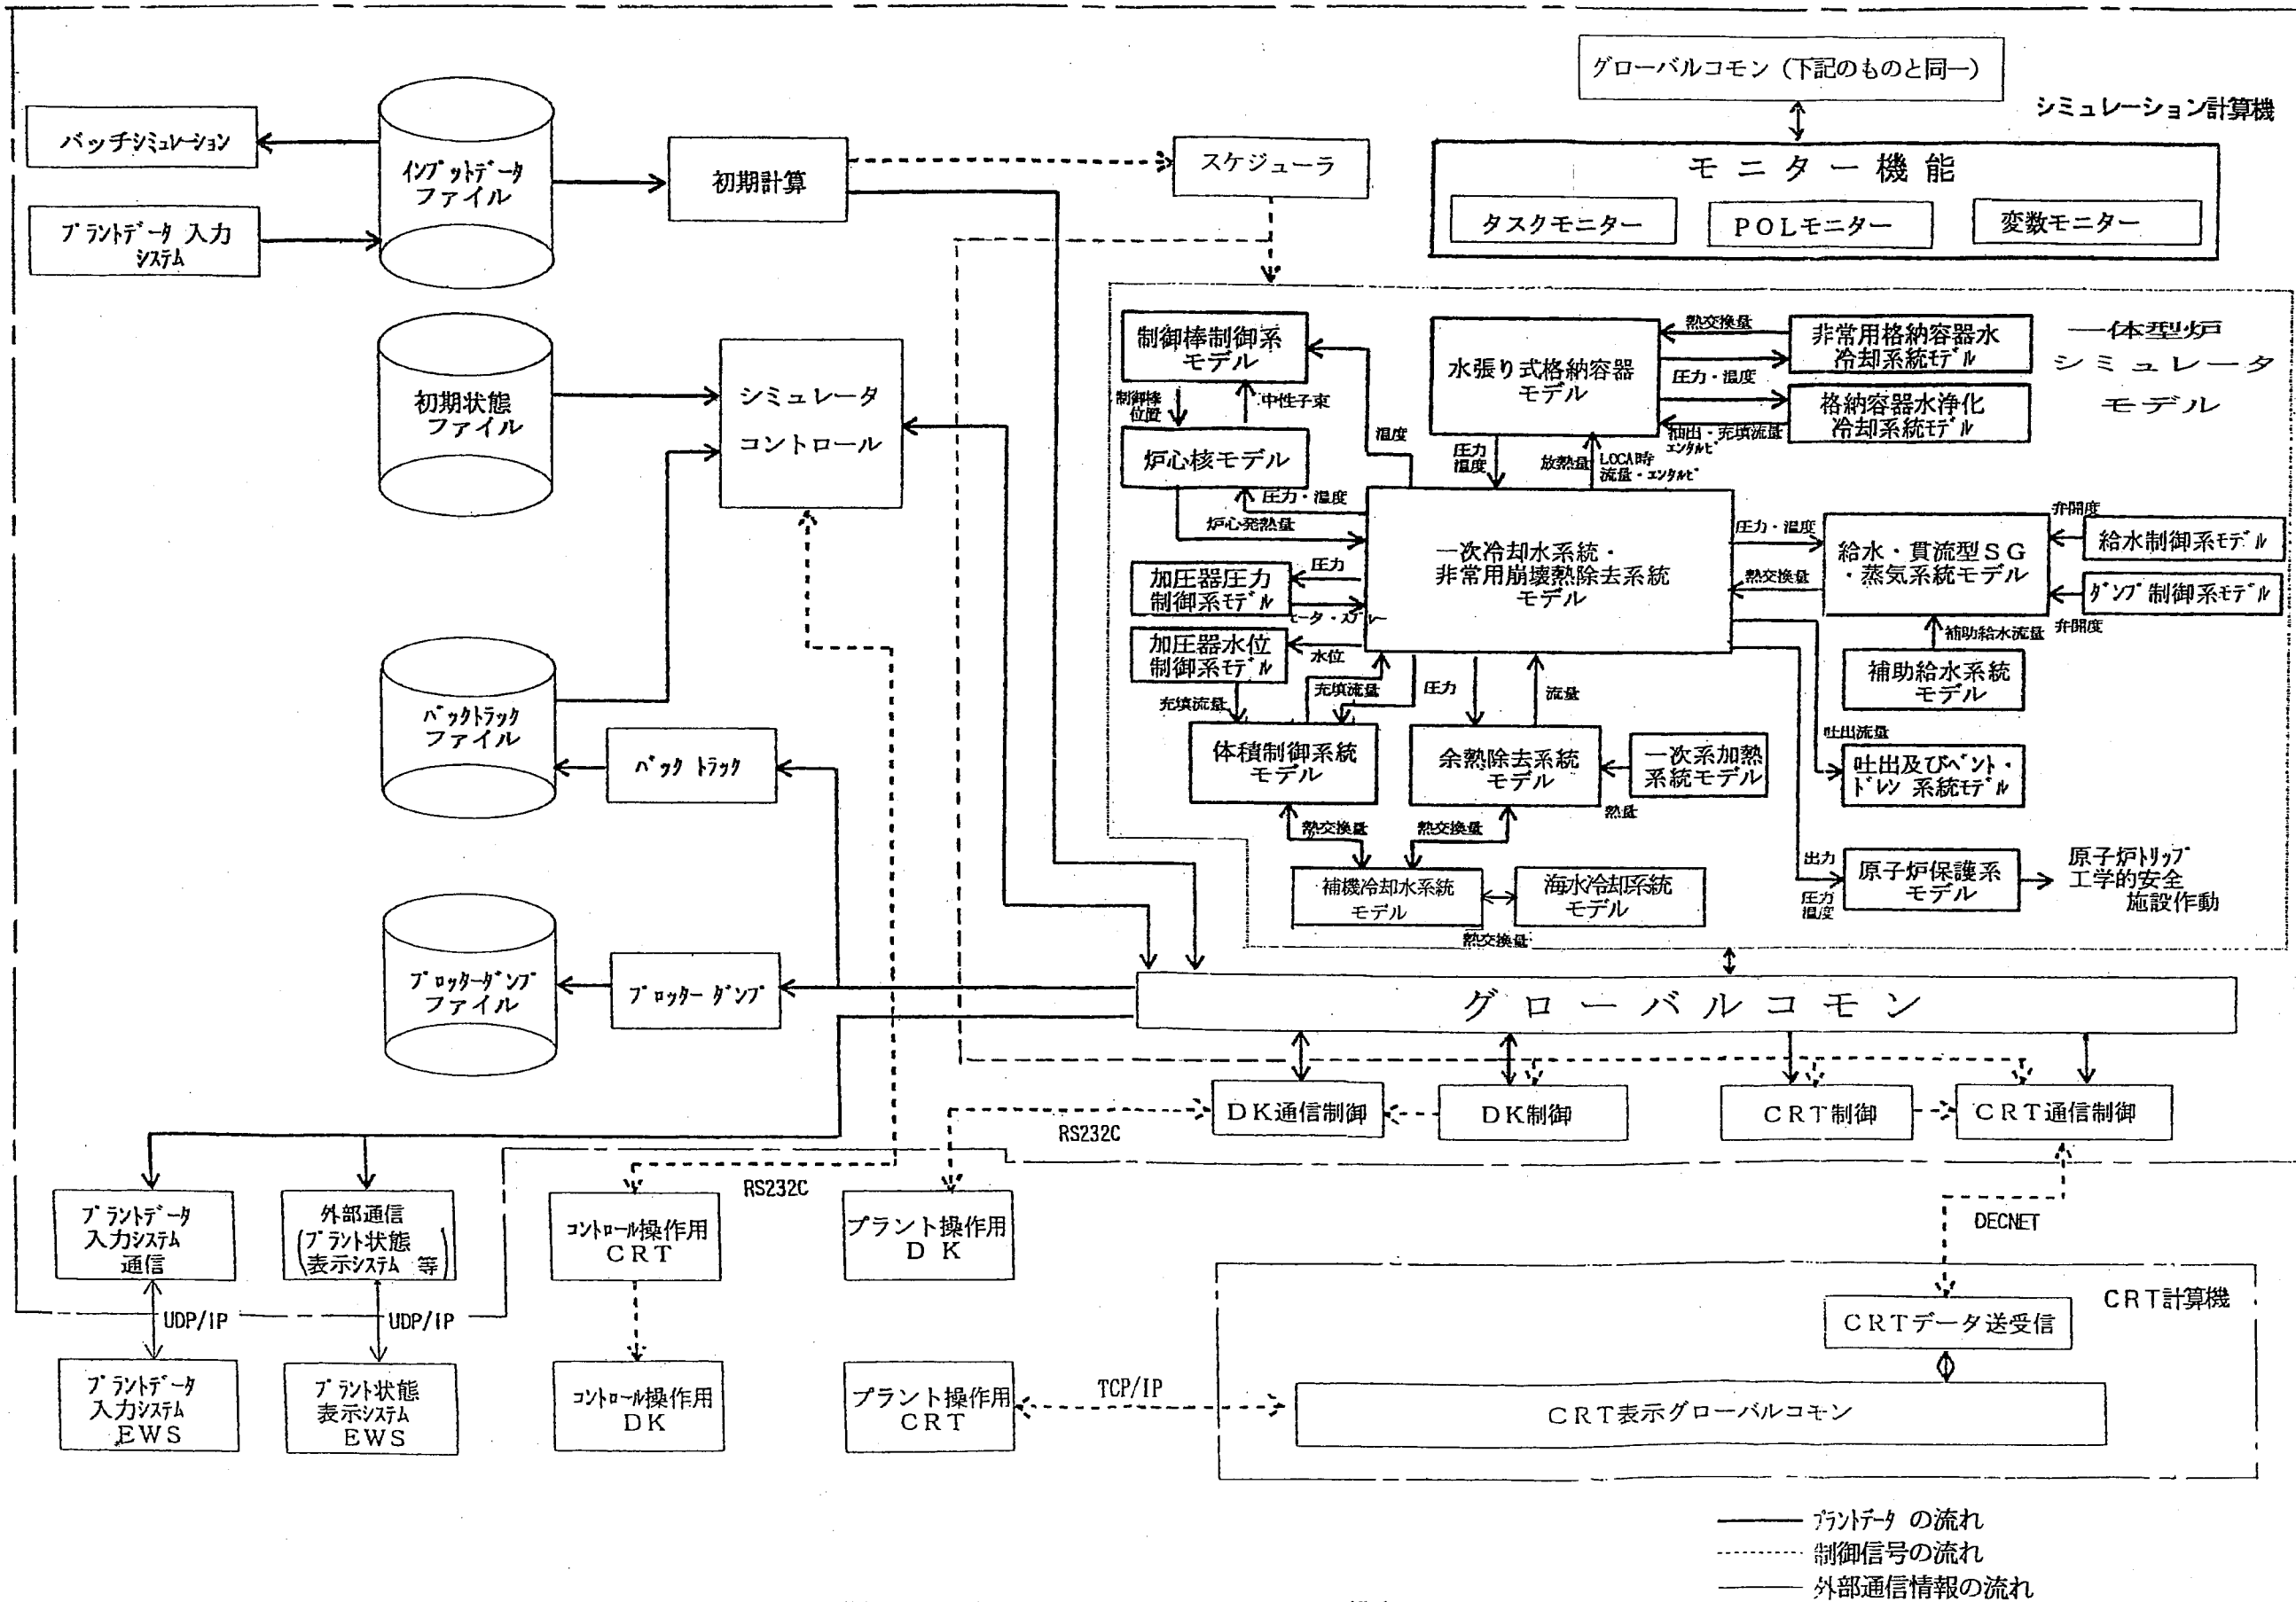 グローバルコモン（下記のものと同一）
シミュレーション計算機
バッチシミュレーション
インプットデータ
ファイル
初期計算
スケジューラ
モニター機能
タスクモニター
ＰＯＬモニター
変数モニター
プラントデータ 入力
システム
一体型炉
シミュレータ
モデル
制御棒制御系
モデル
水張り式格納容器
モデル
熱交換量
非常用格納容器水
冷却系統モデル
圧力・温度
格納容器水浄化
冷却系統モデル
抽出・充填流量
エンタルピ
制御棒
位置
中性子束
温度
炉心核モデル
圧力
温度
放熱量
LOCA時
流量・エンタルピ
圧力・温度
炉心発熱量
初期状態
ファイル
シミュレータ
コントロール
一次冷却水系統・
非常用崩壊熱除去系統
モデル
圧力・温度
熱交換量
給水・貫流型ＳＧ
・蒸気系統モデル
弁開度
給水制御系モデル
ダンプ制御系モデル
弁開度
補助給水流量
補助給水系統
モデル
加圧器圧力
制御系モデル
圧力
ヒータ・スプレー
加圧器水位
制御系モデル
水位
充填流量
充填流量
圧力
流量
体積制御系統
モデル
余熱除去系統
モデル
一次系加熱
系統モデル
熱量
吐出流量
吐出及びベント・
ドレン 系統モデル
熱交換量
熱交換量
補機冷却水系統
モデル
海水冷却系統
モデル
熱交換量
出力
圧力
温度
原子炉保護系
モデル
原子炉トリップ
工学的安全
施設作動
バックトラック
ファイル
バック トラック
プロッターダンプ
ファイル
プロッター ダンプ
グローバルコモン
ＤＫ通信制御
ＤＫ制御
ＣＲＴ制御
ＣＲＴ通信制御
RS232C
RS232C
DECNET
プラントデータ
入力システム
通信
外部通信
（プラント状態
表示システム 等）
コントロール操作用
ＣＲＴ
プラント操作用
ＤＫ
UDP/IP
UDP/IP
プラントデータ
入力システム
ＥＷＳ
プラント状態
表示システム
ＥＷＳ
コントロール操作用
ＤＫ
プラント操作用
ＣＲＴ
TCP/IP
ＣＲＴ計算機
ＣＲＴデータ送受信
ＣＲＴ表示グローバルコモン
プラントデータ の流れ
制御信号の流れ
外部通信情報の流れ